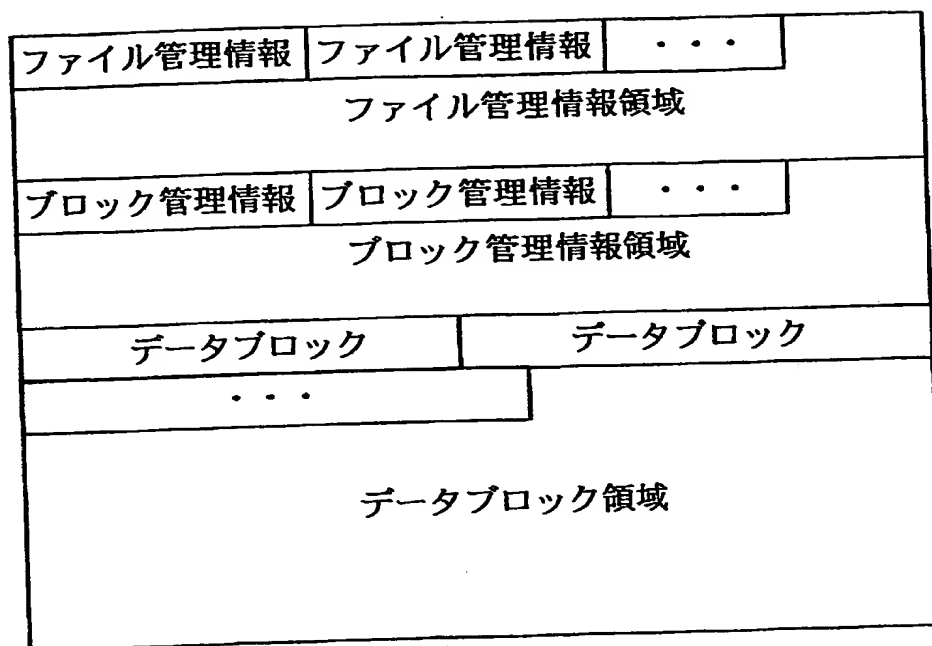 ファイル管理情報 ファイル管理情報 ・・・
ファイル管理情報領域
ブロック管理情報 ブロック管理情報 ・・・
ブロック管理情報領域
データブロック データブロック
・・・
データブロック領域